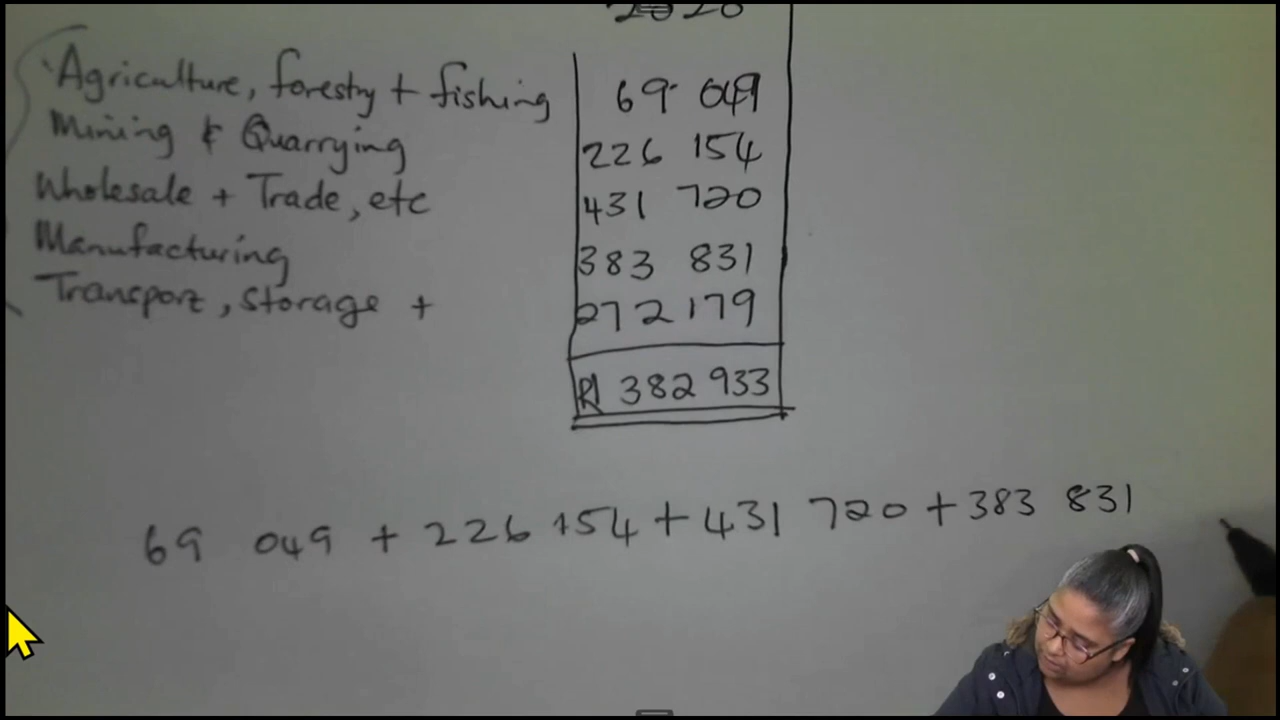 2020
Agriculture, forestry + fishing 69 049
Mining & Quarrying 226 154
Wholesale + Trade, etc 431 720
Manufacturing 383 831
Transport, storage + 272 179
R1 382 933
69 049 + 226 154 + 431 720 + 383 831